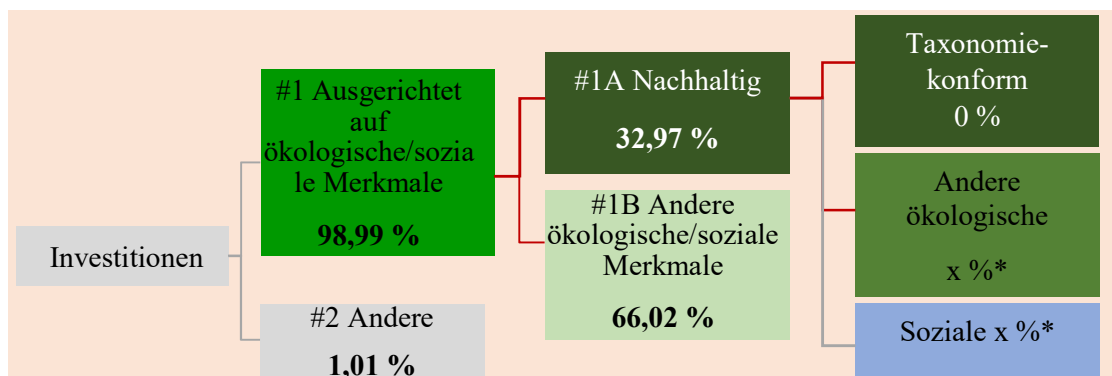 Investitionen
#1 Ausgerichtet
auf
ökologische/sozia
le Merkmale
98,99 %
#2 Andere
1,01 %
#1A Nachhaltig
32,97 %
#1B Andere
ökologische/soziale
Merkmale
66,02 %
Taxonomie-
konform
0 %
Andere
ökologische
x %*
Soziale x %*